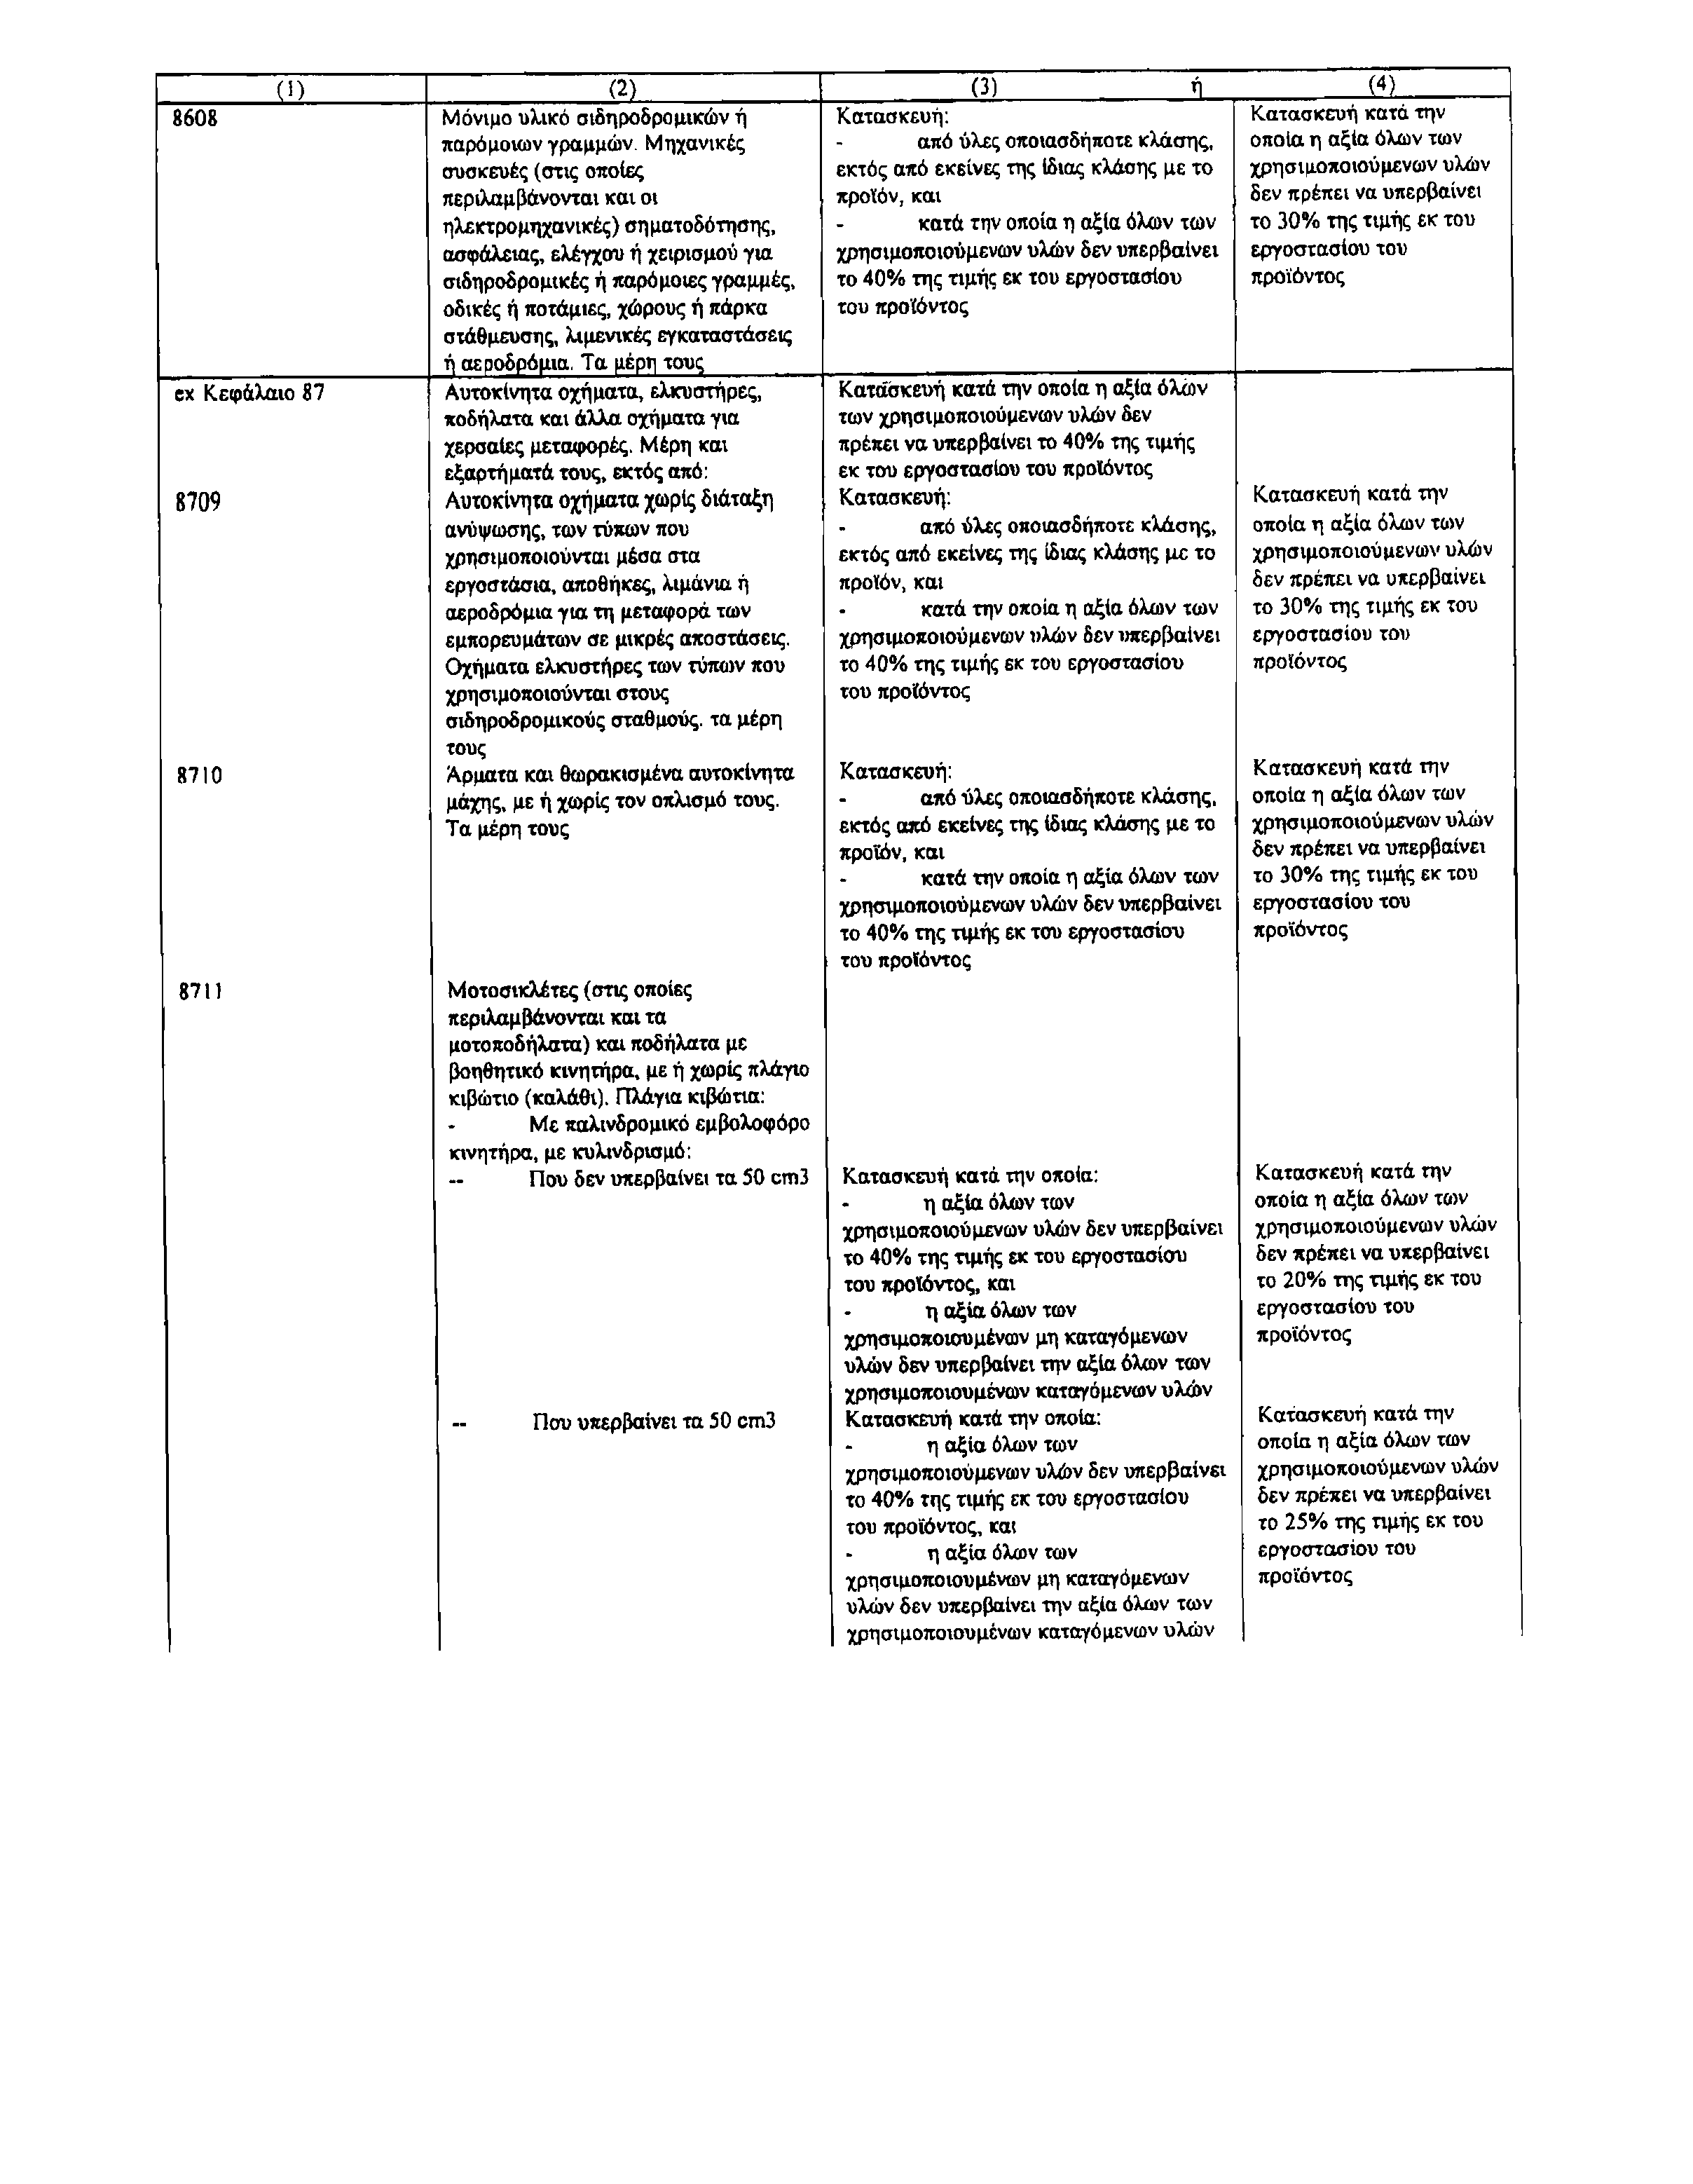 (1) (2) (3) ή (4)
8608
Μόνιμο υλικό σιδηροδρομικών ή
παρόμοιων γραμμών. Μηχανικές
συσκευές (στις οποίες
περιλαμβάνονται και οι
ηλεκτρομηχανικές) σηματοδότησης,
ασφάλειας, ελέγχου ή χειρισμού για
σιδηροδρομικές ή παρόμοιες γραμμές,
οδικές ή ποτάμιες, χώρους ή πάρκα
στάθμευσης, λιμενικές εγκαταστάσεις
ή αεροδρόμια. Τα μέρη τους
Κατασκευή:
- από ύλες οποιασδήποτε κλάσης,
εκτός από εκείνες της ίδιας κλάσης με το
προϊόν, και
- κατά την οποία η αξία όλων των
χρησιμοποιούμενων υλών δεν υπερβαίνει
το 40% της τιμής εκ του εργοστασίου
του προϊόντος
Κατασκευή κατά την
οποία η αξία όλων των
χρησιμοποιούμενων υλών
δεν πρέπει να υπερβαίνει
το 30% της τιμής εκ του
εργοστασίου του
προϊόντος
ex Κεφάλαιο 87
Αυτοκίνητα οχήματα, ελκυστήρες,
ποδήλατα και άλλα οχήματα για
χερσαίες μεταφορές. Μέρη και
εξαρτήματά τους, εκτός από:
Κατασκευή κατά την οποία η αξία όλων
των χρησιμοποιούμενων υλών δεν
πρέπει να υπερβαίνει το 40% της τιμής
εκ του εργοστασίου του προϊόντος
8709
Αυτοκίνητα οχήματα χωρίς διάταξη
ανύψωσης, των τύπων που
χρησιμοποιούνται μέσα στα
εργοστάσια, αποθήκες, λιμάνια ή
αεροδρόμια για τη μεταφορά των
εμπορευμάτων σε μικρές αποστάσεις.
Οχήματα ελκυστήρες των τύπων που
χρησιμοποιούνται στους
σιδηροδρομικούς σταθμούς. τα μέρη
τους
Κατασκευή:
- από ύλες οποιασδήποτε κλάσης,
εκτός από εκείνες της ίδιας κλάσης με το
προϊόν, και
- κατά την οποία η αξία όλων των
χρησιμοποιούμενων υλών δεν υπερβαίνει
το 40% της τιμής εκ του εργοστασίου
του προϊόντος
Κατασκευή κατά την
οποία η αξία όλων των
χρησιμοποιούμενων υλών
δεν πρέπει να υπερβαίνει
το 30% της τιμής εκ του
εργοστασίου του
προϊόντος
8710
Άρματα και θωρακισμένα αυτοκίνητα
μάχης, με ή χωρίς τον οπλισμό τους.
Τα μέρη τους
Κατασκευή:
- από ύλες οποιασδήποτε κλάσης,
εκτός από εκείνες της ίδιας κλάσης με το
προϊόν, και
- κατά την οποία η αξία όλων των
χρησιμοποιούμενων υλών δεν υπερβαίνει
το 40% της τιμής εκ του εργοστασίου
του προϊόντος
Κατασκευή κατά την
οποία η αξία όλων των
χρησιμοποιούμενων υλών
δεν πρέπει να υπερβαίνει
το 30% της τιμής εκ του
εργοστασίου του
προϊόντος
8711
Μοτοσικλέτες (στις οποίες
περιλαμβάνονται και τα
μοτοποδήλατα) και ποδήλατα με
βοηθητικό κινητήρα, με ή χωρίς πλάγιο
κιβώτιο (καλάθι). Πλάγια κιβώτια:
- Με παλινδρομικό εμβολοφόρο
κινητήρα, με κυλινδρισμό:
-- Που δεν υπερβαίνει τα 50 cm3
Κατασκευή κατά την οποία:
- η αξία όλων των
χρησιμοποιούμενων υλών δεν υπερβαίνει
το 40% της τιμής εκ του εργοστασίου
του προϊόντος, και
- η αξία όλων των
χρησιμοποιουμένων μη καταγόμενων
υλών δεν υπερβαίνει την αξία όλων των
χρησιμοποιουμένων καταγόμενων υλών
Κατασκευή κατά την
οποία η αξία όλων των
χρησιμοποιούμενων υλών
δεν πρέπει να υπερβαίνει
το 20% της τιμής εκ του
εργοστασίου του
προϊόντος
-- Που υπερβαίνει τα 50 cm3
Κατασκευή κατά την οποία:
- η αξία όλων των
χρησιμοποιούμενων υλών δεν υπερβαίνει
το 40% της τιμής εκ του εργοστασίου
του προϊόντος, και
- η αξία όλων των
χρησιμοποιουμένων μη καταγόμενων
υλών δεν υπερβαίνει την αξία όλων των
χρησιμοποιουμένων καταγόμενων υλών
Κατασκευή κατά την
οποία η αξία όλων των
χρησιμοποιούμενων υλών
δεν πρέπει να υπερβαίνει
το 25% της τιμής εκ του
εργοστασίου του
προϊόντος